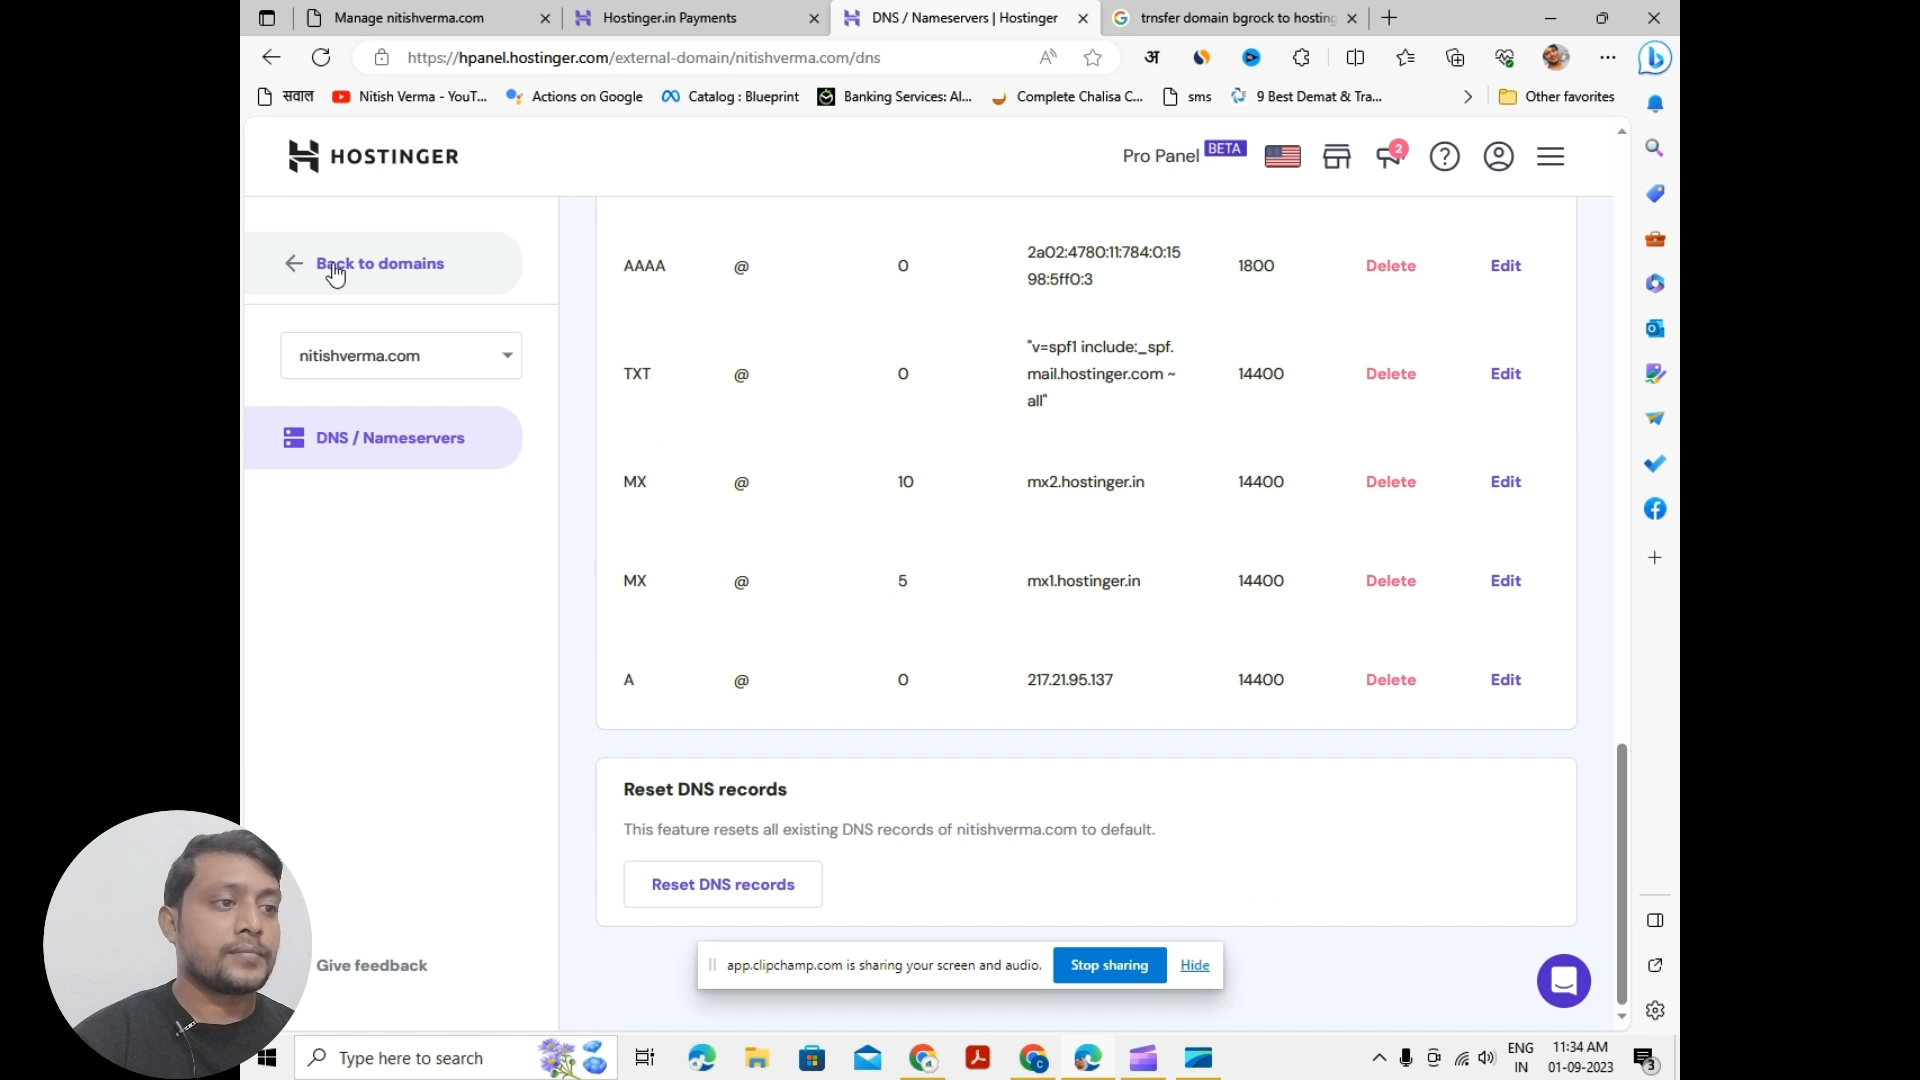 Manage nitishverma.com
Hostinger.in Payments
DNS / Nameservers | Hostinger
trnsfer domain bgrock to hosting
https://hpanel.hostinger.com/external-domain/nitishverma.com/dns
अ
सवाल
Nitish Verma - YouT...
Actions on Google
Catalog : Blueprint
Banking Services: Al...
Complete Chalisa C...
sms
9 Best Demat & Tra...
Other favorites
HOSTINGER
Pro Panel BETA
2
Back to domains
nitishverma.com
DNS / Nameservers
Give feedback
AAAA @ 0 2a02:4780:11:784:0:15
98:5ff0:3 1800 Delete Edit
TXT @ 0 "v=spf1 include:_spf.
mail.hostinger.com ~
all" 14400 Delete Edit
MX @ 10 mx2.hostinger.in 14400 Delete Edit
MX @ 5 mx1.hostinger.in 14400 Delete Edit
A @ 0 217.21.95.137 14400 Delete Edit
Reset DNS records
This feature resets all existing DNS records of nitishverma.com to default.
Reset DNS records
app.clipchamp.com is sharing your screen and audio. Stop sharing Hide
Type here to search
ENG
IN
11:34 AM
01-09-2023
3